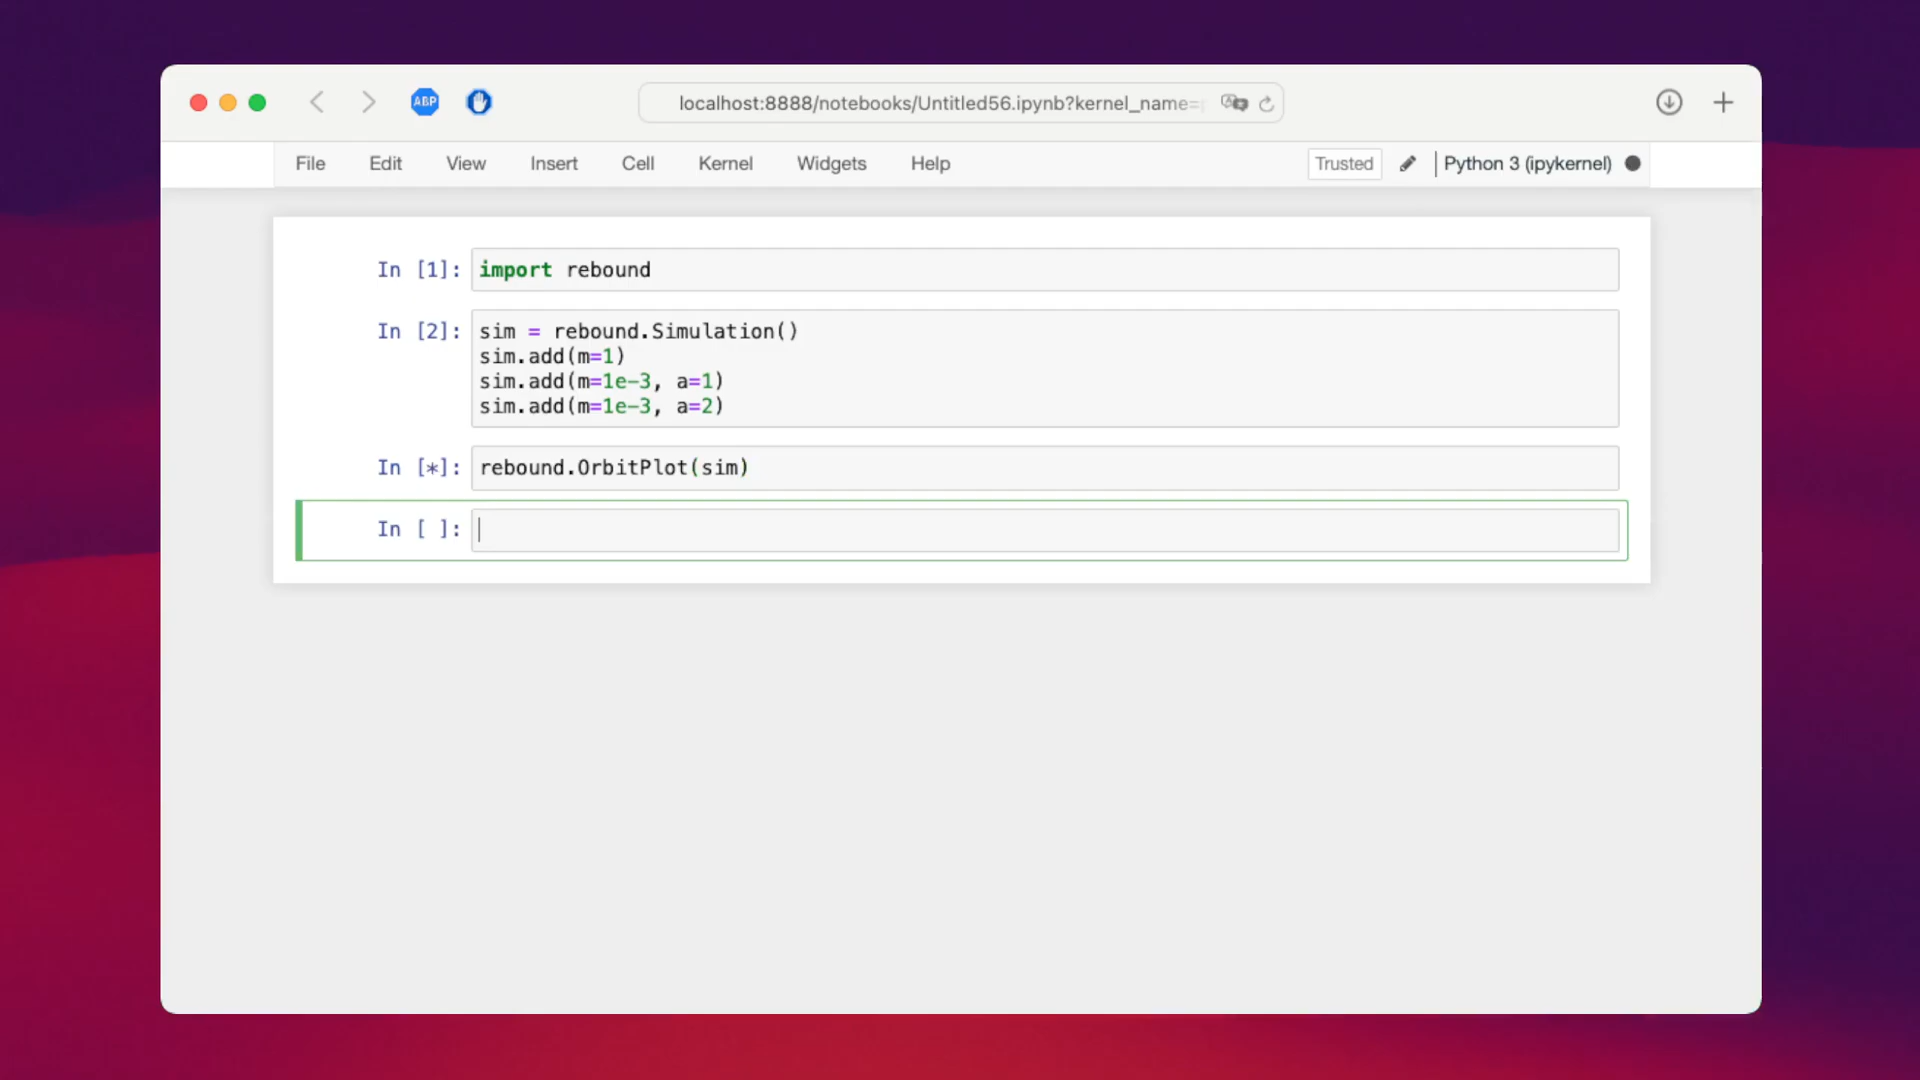 ABP
localhost:8888/notebooks/Untitled56.ipynb?kernel_name=
File Edit View Insert Cell Kernel Widgets Help Trusted Python 3 (ipykernel)
In [1]: import rebound
In [2]: sim = rebound.Simulation()
sim.add(m=1)
sim.add(m=1e-3, a=1)
sim.add(m=1e-3, a=2)
In [*]: rebound.OrbitPlot(sim)
In [ ]: